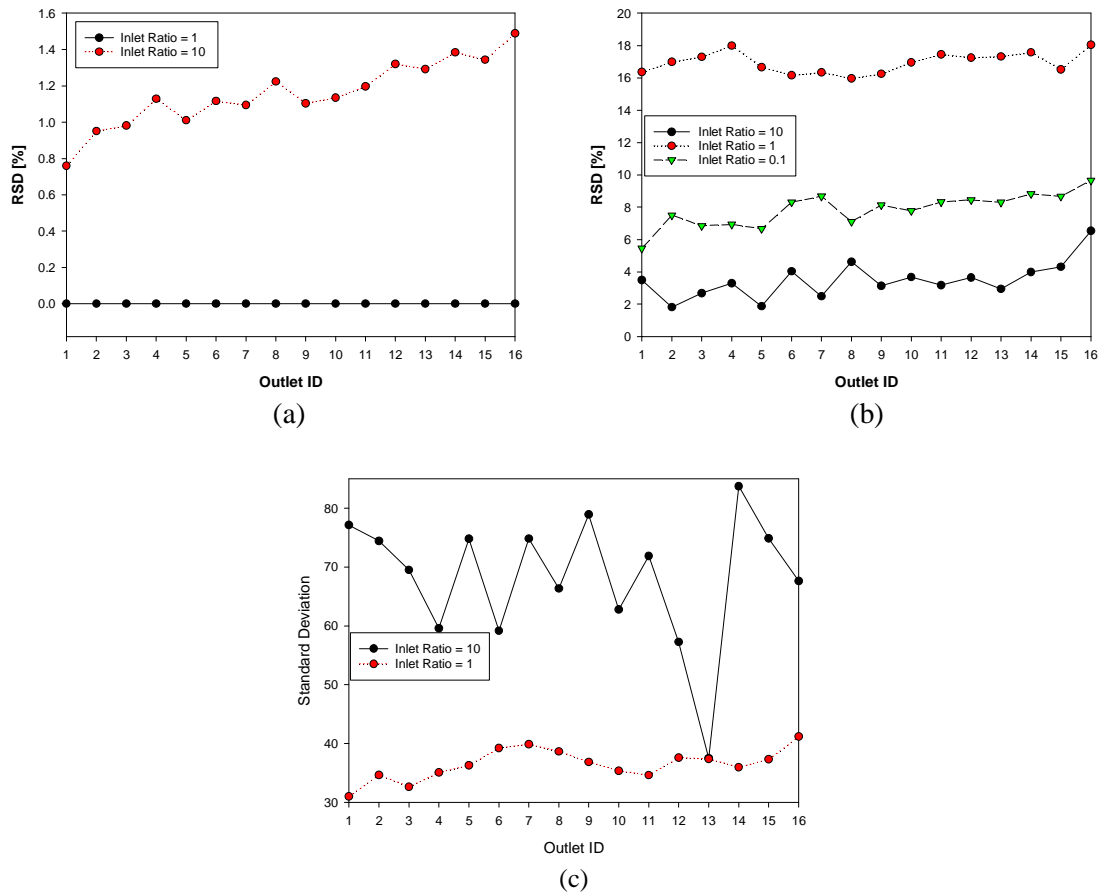 1.6
1.4
1.2
1.0
0.8
0.6
0.4
0.2
0.0
RSD [%]
Inlet Ratio = 1
Inlet Ratio = 10
1 2 3 4 5 6 7 8 9 10 11 12 13 14 15 16
Outlet ID
(a)
20
18
16
14
12
10
8
6
4
2
0
RSD [%]
Inlet Ratio = 10
Inlet Ratio = 1
Inlet Ratio = 0.1
1 2 3 4 5 6 7 8 9 10 11 12 13 14 15 16
Outlet ID
(b)
80
70
60
50
40
30
Standard Deviation
Inlet Ratio = 10
Inlet Ratio = 1
1 2 3 4 5 6 7 8 9 10 11 12 13 14 15 16
Outlet ID
(c)